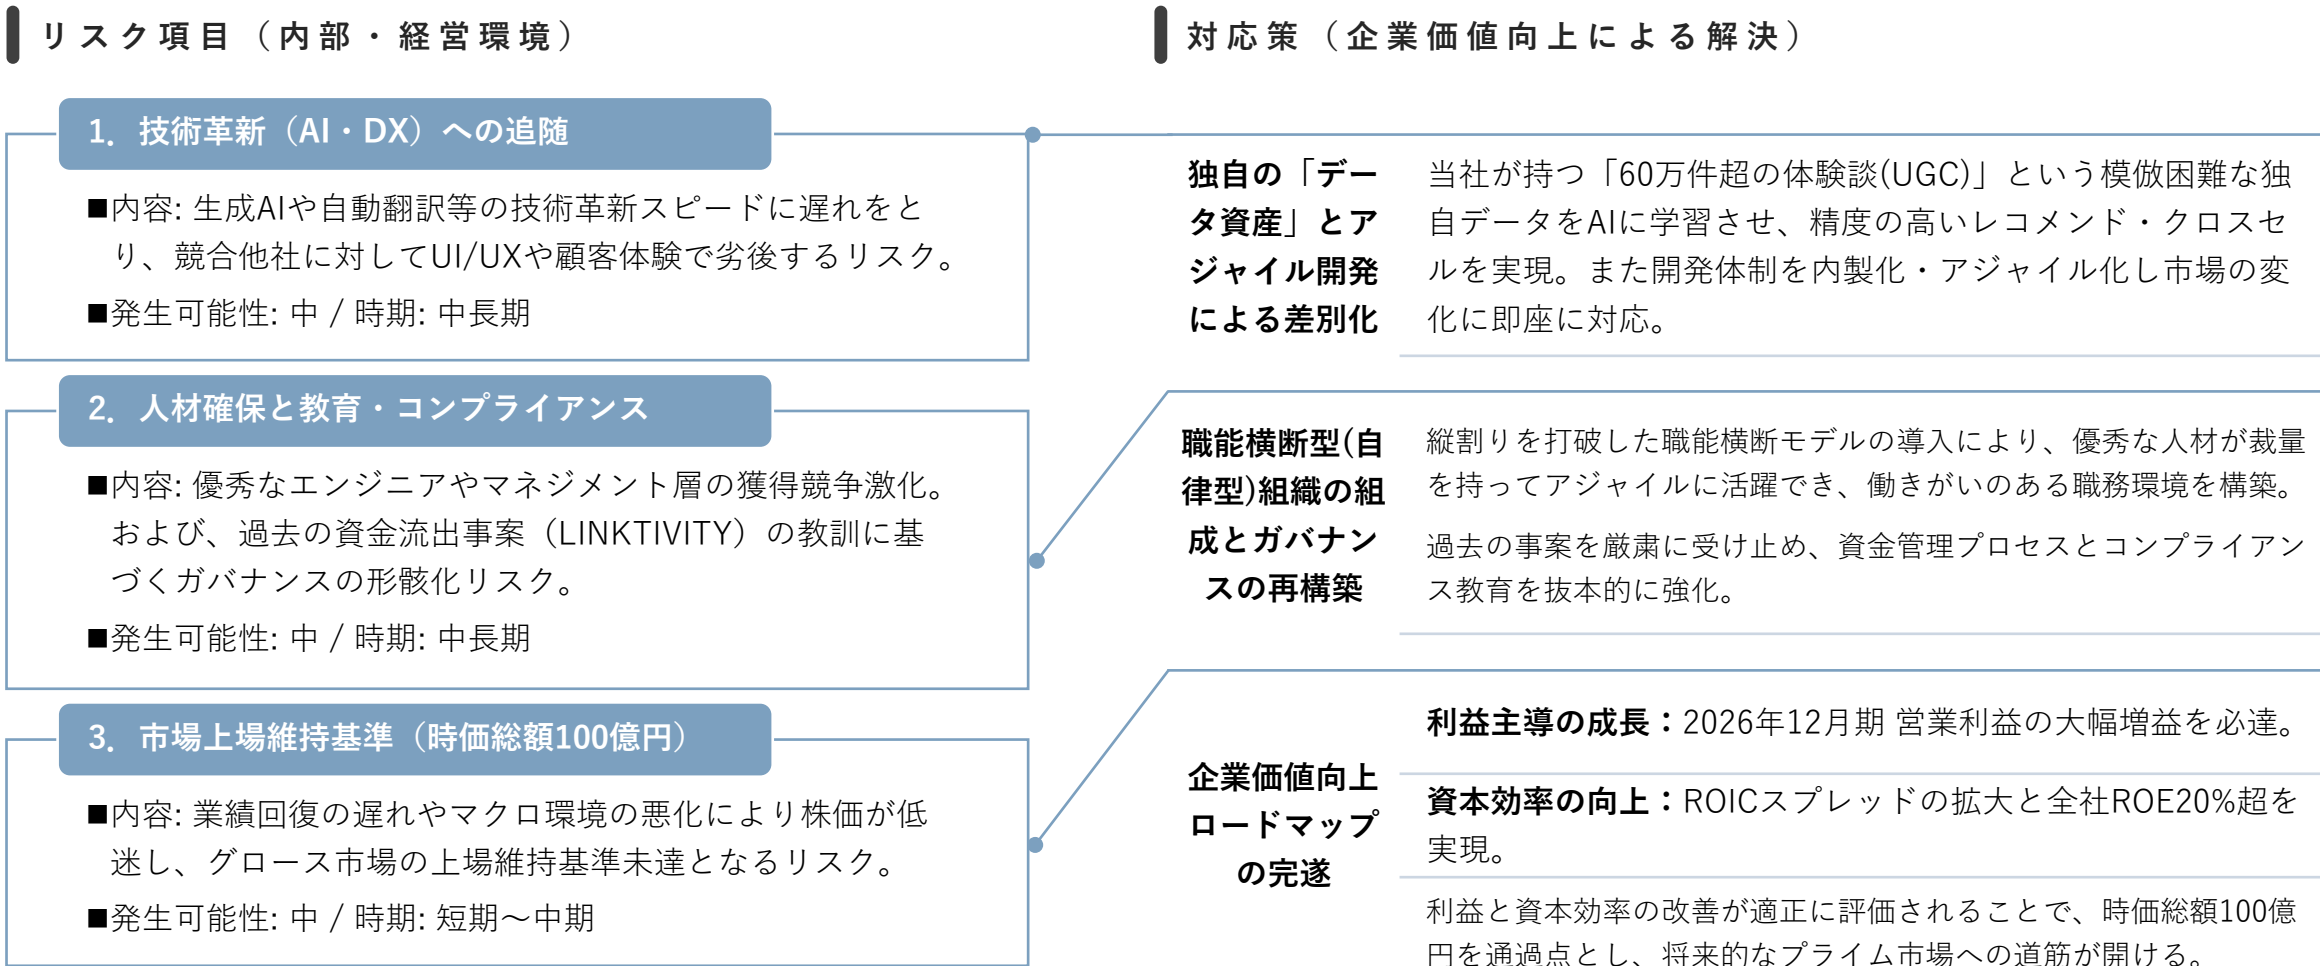 リスク項目（内部・経営環境）
1. 技術革新（AI・DX）への追随
■内容: 生成AIや自動翻訳等の技術革新スピードに遅れをと
り、競合他社に対してUI/UXや顧客体験で劣後するリスク。
■発生可能性: 中 / 時期: 中長期
2. 人材確保と教育・コンプライアンス
■内容: 優秀なエンジニアやマネジメント層の獲得競争激化。
および、過去の資金流出事案（LINKTIVITY）の教訓に基
づくガバナンスの形骸化リスク。
■発生可能性: 中 / 時期: 中長期
3. 市場上場維持基準（時価総額100億円）
■内容: 業績回復の遅れやマクロ環境の悪化により株価が低
迷し、グロース市場の上場維持基準未達となるリスク。
■発生可能性: 中 / 時期: 短期～中期
対応策（企業価値向上による解決）
独自の「デー
タ資産」とア
ジャイル開発
による差別化
当社が持つ「60万件超の体験談(UGC)」という模倣困難な独
自データをAIに学習させ、精度の高いレコメンド・クロスセ
ルを実現。また開発体制を内製化・アジャイル化し市場の変
化に即座に対応。
職能横断型(自
律型)組織の組
成とガバナン
スの再構築
縦割りを打破した職能横断モデルの導入により、優秀な人材が裁量
を持ってアジャイルに活躍でき、働きがいのある職務環境を構築。
過去の事案を厳粛に受け止め、資金管理プロセスとコンプライアン
ス教育を抜本的に強化。
企業価値向上
ロードマップ
の完遂
利益主導の成長：2026年12月期 営業利益の大幅増益を必達。
資本効率の向上：ROICスプレッドの拡大と全社ROE20%超を
実現。
利益と資本効率の改善が適正に評価されることで、時価総額100億
円を通過点とし、将来的なプライム市場への道筋が開ける。